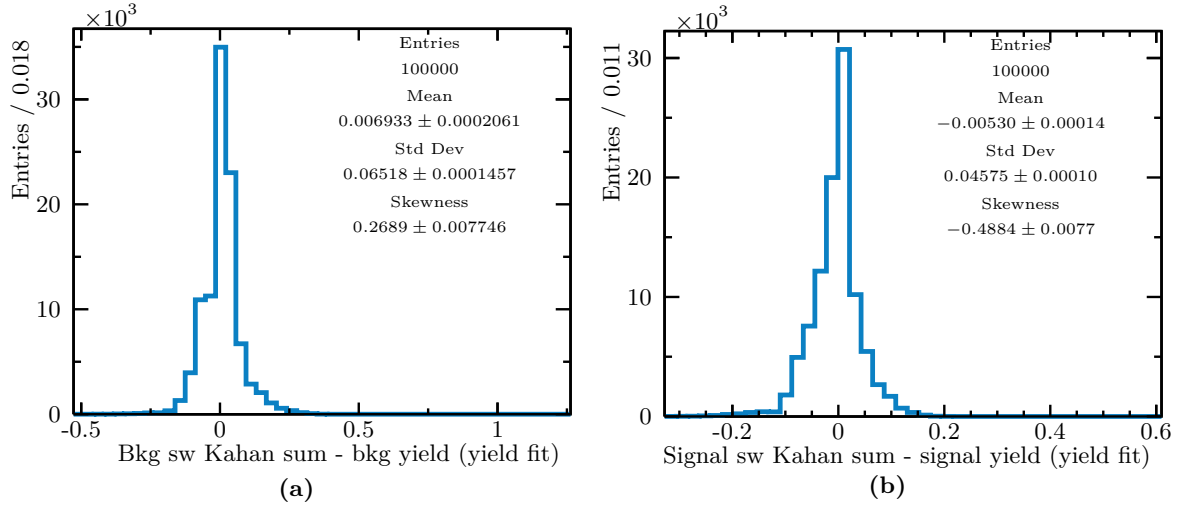 ×10³
Entries / 0.018
30
20
10
0
Entries
100000
Mean
0.006933 ± 0.0002061
Std Dev
0.06518 ± 0.0001457
Skewness
0.2689 ± 0.007746
-0.5
0
0.5
1
Bkg sw Kahan sum - bkg yield (yield fit)
(a)
×10³
Entries / 0.011
30
20
10
0
Entries
100000
Mean
−0.00530 ± 0.00014
Std Dev
0.04575 ± 0.00010
Skewness
−0.4884 ± 0.0077
-0.2
0
0.2
0.4
0.6
Signal sw Kahan sum - signal yield (yield fit)
(b)